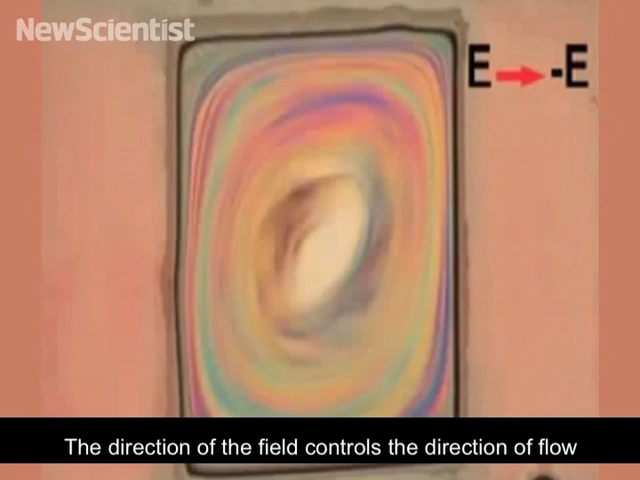 NewScientist
E → -E
The direction of the field controls the direction of flow